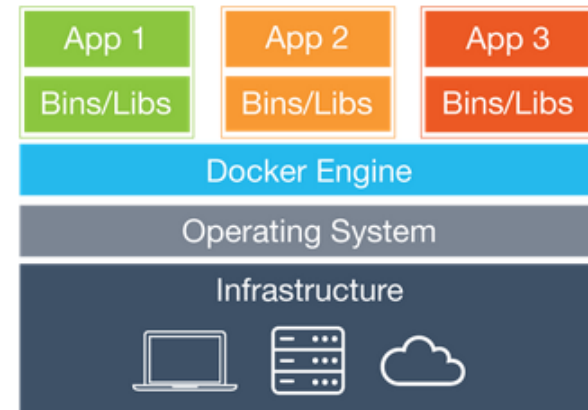 App 1
App 2
App 3
Bins/Libs
Bins/Libs
Bins/Libs
Docker Engine
Operating System
Infrastructure